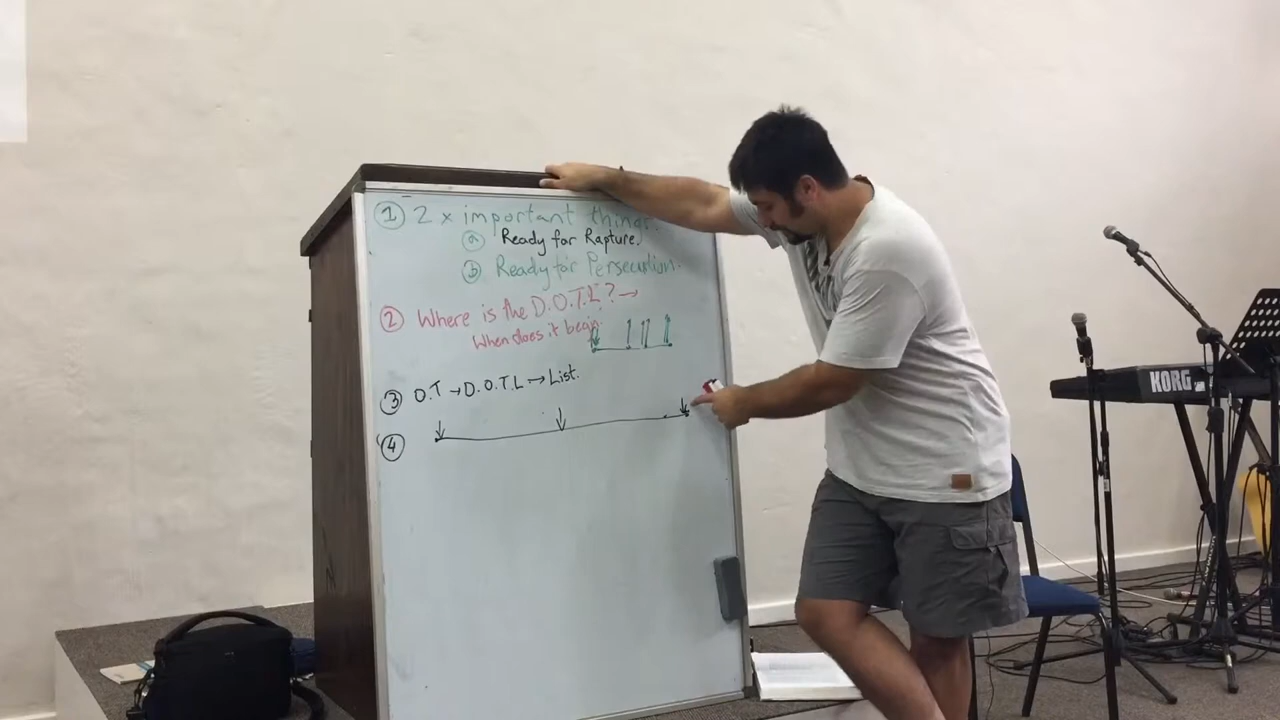 ① 2 x important things.
ⓐ Ready for Rapture.
ⓑ Ready for Persecution.
② Where is the D.O.T.L? →
When does it begin.
③ O.T → D.O.T.L → List.
④
KORG